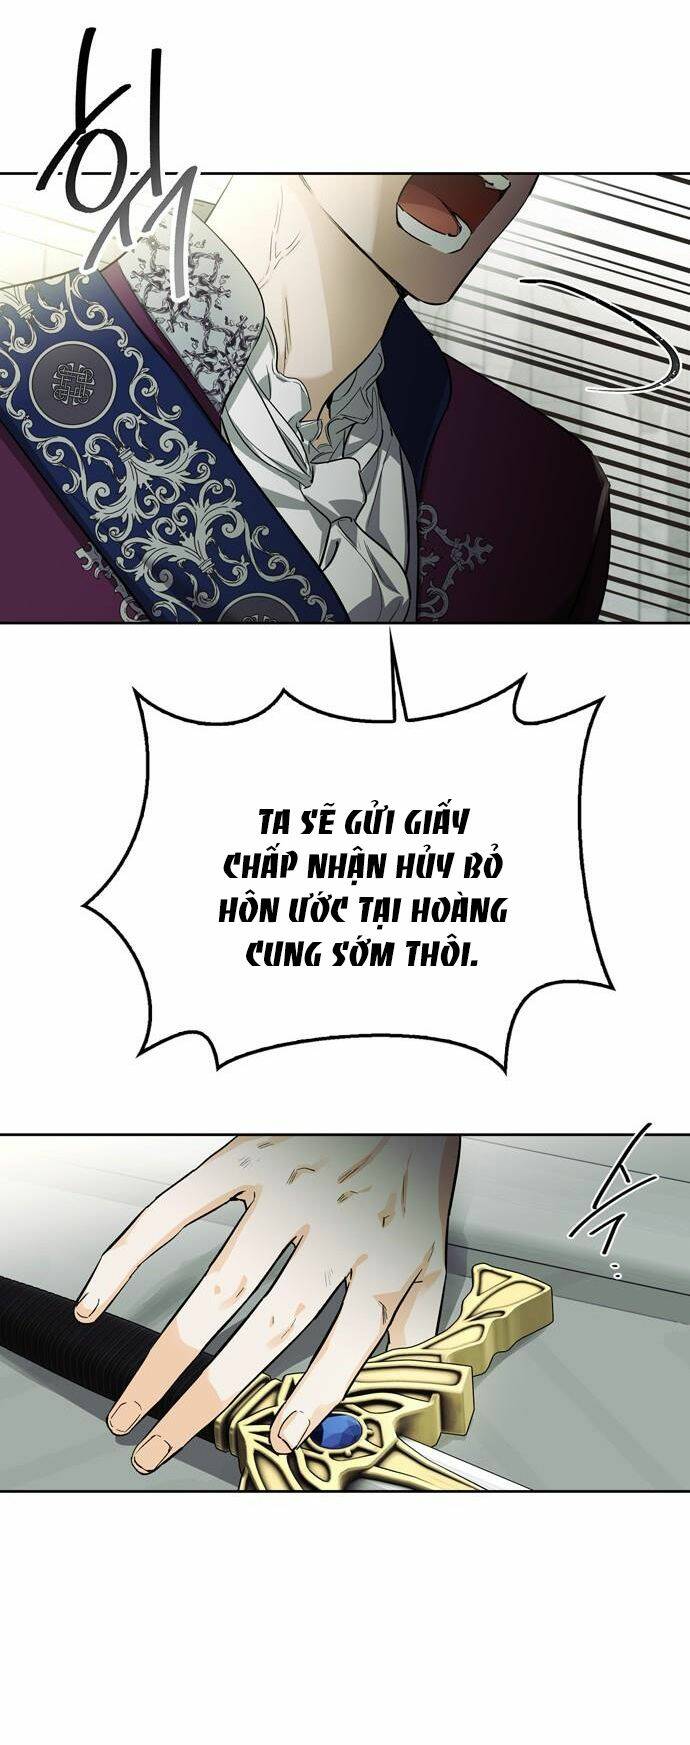 TA SẼ GỬI GIẤY
CHẤP NHẬN HỦY BỎ
HÔN ƯỚC TẠI HOÀNG
CUNG SỚM THÔI.